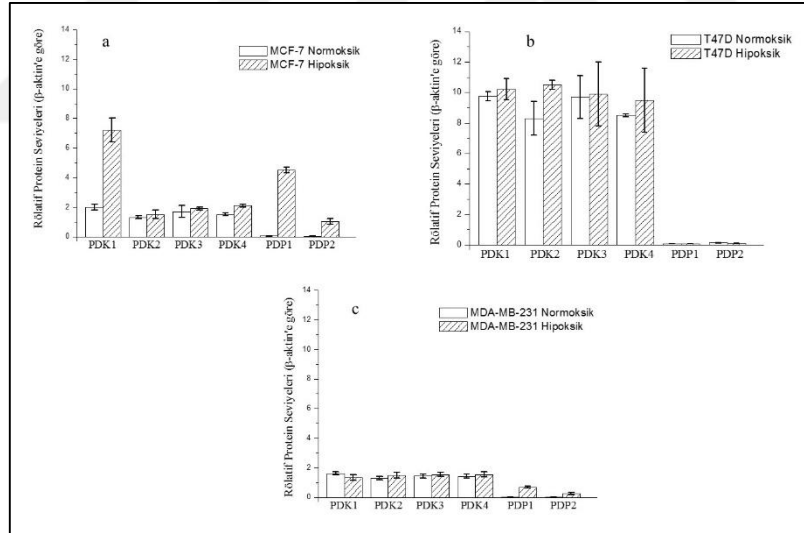 a
MCF-7 Normoksik
MCF-7 Hipoksik
Rölatif Protein Seviyeleri (β-aktin'e göre)
14
12
10
8
6
4
2
0
PDK1 PDK2 PDK3 PDK4 PDP1 PDP2
b
T47D Normoksik
T47D Hipoksik
Rölatif Protein Seviyeleri (β-aktin'e göre)
14
12
10
8
6
4
2
0
PDK1 PDK2 PDK3 PDK4 PDP1 PDP2
c
MDA-MB-231 Normoksik
MDA-MB-231 Hipoksik
Rölatif Protein Seviyeleri (β-aktin'e göre)
14
12
10
8
6
4
2
0
PDK1 PDK2 PDK3 PDK4 PDP1 PDP2